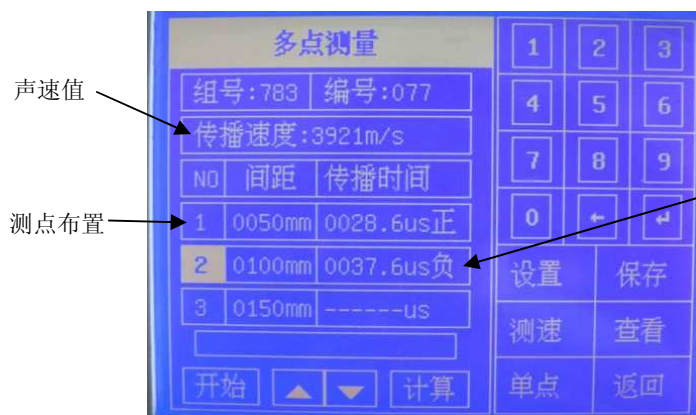 多点测量
组号:783 编号:077
声速值
传播速度:3921m/s
NO 间距 传播时间
测点布置
1 0050mm 0028.6us正
2 0100mm 0037.6us负
3 0150mm ------us
开始 ▲ ▼ 计算
1 2 3
4 5 6
7 8 9
0 ← ↵
设置 保存
测速 查看
单点 返回